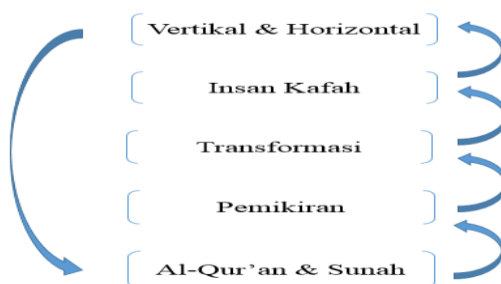 Vertikal & Horizontal
Insan Kafah
Transformasi
Pemikiran
Al-Qur'an & Sunah